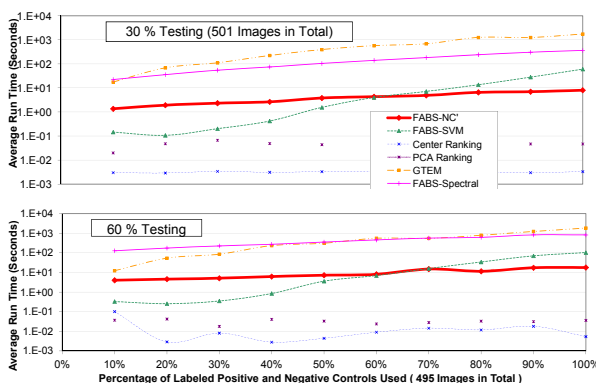 30 % Testing (501 Images in Total)
Average Run Time (Seconds)
1.E+04
1.E+03
1.E+02
1.E+01
1.E+00
1.E-01
1.E-02
1.E-03
FABS-NC'
FABS-SVM
Center Ranking
PCA Ranking
GTEM
FABS-Spectral
60 % Testing
Average Run Time (Seconds)
1.E+04
1.E+03
1.E+02
1.E+01
1.E+00
1.E-01
1.E-02
1.E-03
0% 10% 20% 30% 40% 50% 60% 70% 80% 90% 100%
Percentage of Labeled Positive and Negative Controls Used ( 495 Images in Total )